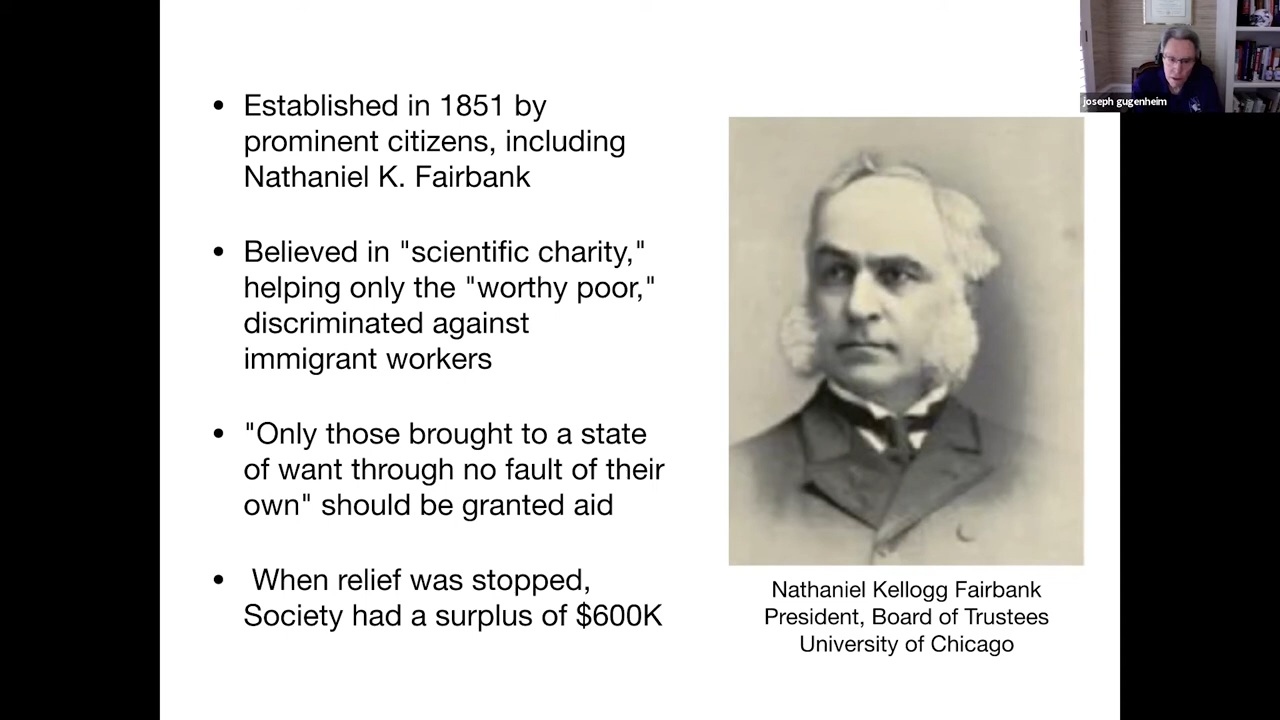 • Established in 1851 by
prominent citizens, including
Nathaniel K. Fairbank
• Believed in "scientific charity,"
helping only the "worthy poor,"
discriminated against
immigrant workers
• "Only those brought to a state
of want through no fault of their
own" should be granted aid
• When relief was stopped,
Society had a surplus of $600K
joseph gugenheim
Nathaniel Kellogg Fairbank
President, Board of Trustees
University of Chicago